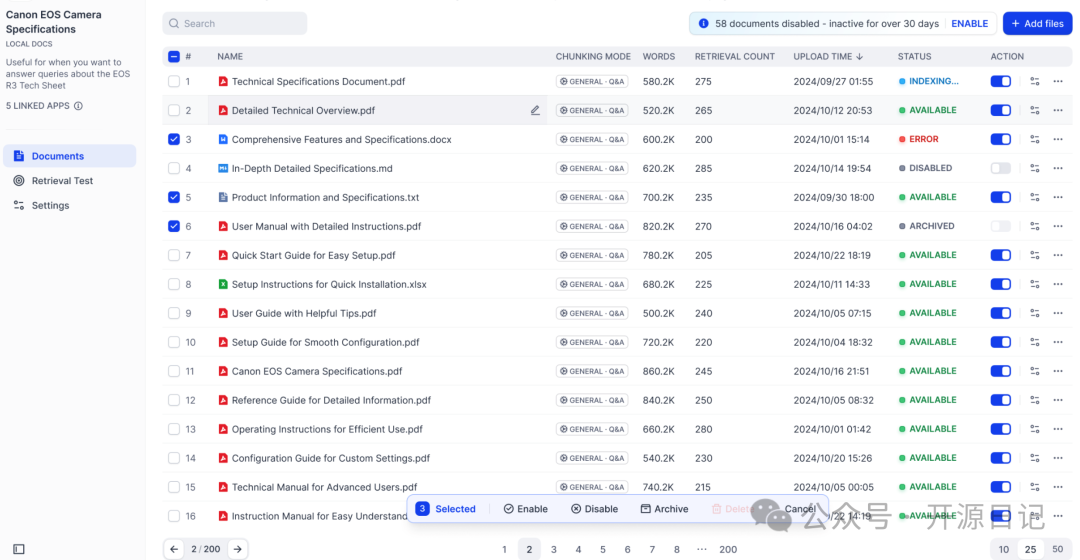 Canon EOS Camera
Specifications
LOCAL DOCS
Useful for when you want to
answer queries about the EOS
R3 Tech Sheet
5 LINKED APPS
Documents
Retrieval Test
Settings
Search
58 documents disabled - inactive for over 30 days ENABLE
+ Add files
# NAME CHUNKING MODE WORDS RETRIEVAL COUNT UPLOAD TIME ↓ STATUS ACTION
1 Technical Specifications Document.pdf GENERAL · Q&A 580.2K 275 2024/09/27 01:55 INDEXING...
2 Detailed Technical Overview.pdf GENERAL · Q&A 520.2K 265 2024/10/12 20:53 AVAILABLE
3 Comprehensive Features and Specifications.docx GENERAL · Q&A 600.2K 200 2024/10/01 15:14 ERROR
4 In-Depth Detailed Specifications.md GENERAL · Q&A 620.2K 285 2024/10/14 19:54 DISABLED
5 Product Information and Specifications.txt GENERAL · Q&A 700.2K 235 2024/09/30 18:00 AVAILABLE
6 User Manual with Detailed Instructions.pdf GENERAL · Q&A 820.2K 270 2024/10/16 04:02 ARCHIVED
7 Quick Start Guide for Easy Setup.pdf GENERAL · Q&A 780.2K 205 2024/10/22 18:19 AVAILABLE
8 Setup Instructions for Quick Installation.xlsx GENERAL · Q&A 680.2K 225 2024/10/11 14:33 AVAILABLE
9 User Guide with Helpful Tips.pdf GENERAL · Q&A 500.2K 240 2024/10/05 07:15 AVAILABLE
10 Setup Guide for Smooth Configuration.pdf GENERAL · Q&A 720.2K 220 2024/10/04 18:32 AVAILABLE
11 Canon EOS Camera Specifications.pdf GENERAL · Q&A 860.2K 245 2024/10/16 21:51 AVAILABLE
12 Reference Guide for Detailed Information.pdf GENERAL · Q&A 840.2K 250 2024/10/05 08:32 AVAILABLE
13 Operating Instructions for Efficient Use.pdf GENERAL · Q&A 660.2K 280 2024/10/01 01:42 AVAILABLE
14 Configuration Guide for Custom Settings.pdf GENERAL · Q&A 540.2K 230 2024/10/20 15:26 AVAILABLE
15 Technical Manual for Advanced Users.pdf GENERAL · Q&A 740.2K 215 2024/10/05 00:05 AVAILABLE
16 Instruction Manual for Easy Understand /22 14:19 AVAILABLE
3 Selected Enable Disable Archive Delete Cancel
公众号 · 开源日记
← 2 / 200 → 1 2 3 4 5 6 7 8 ··· 200 10 25 50